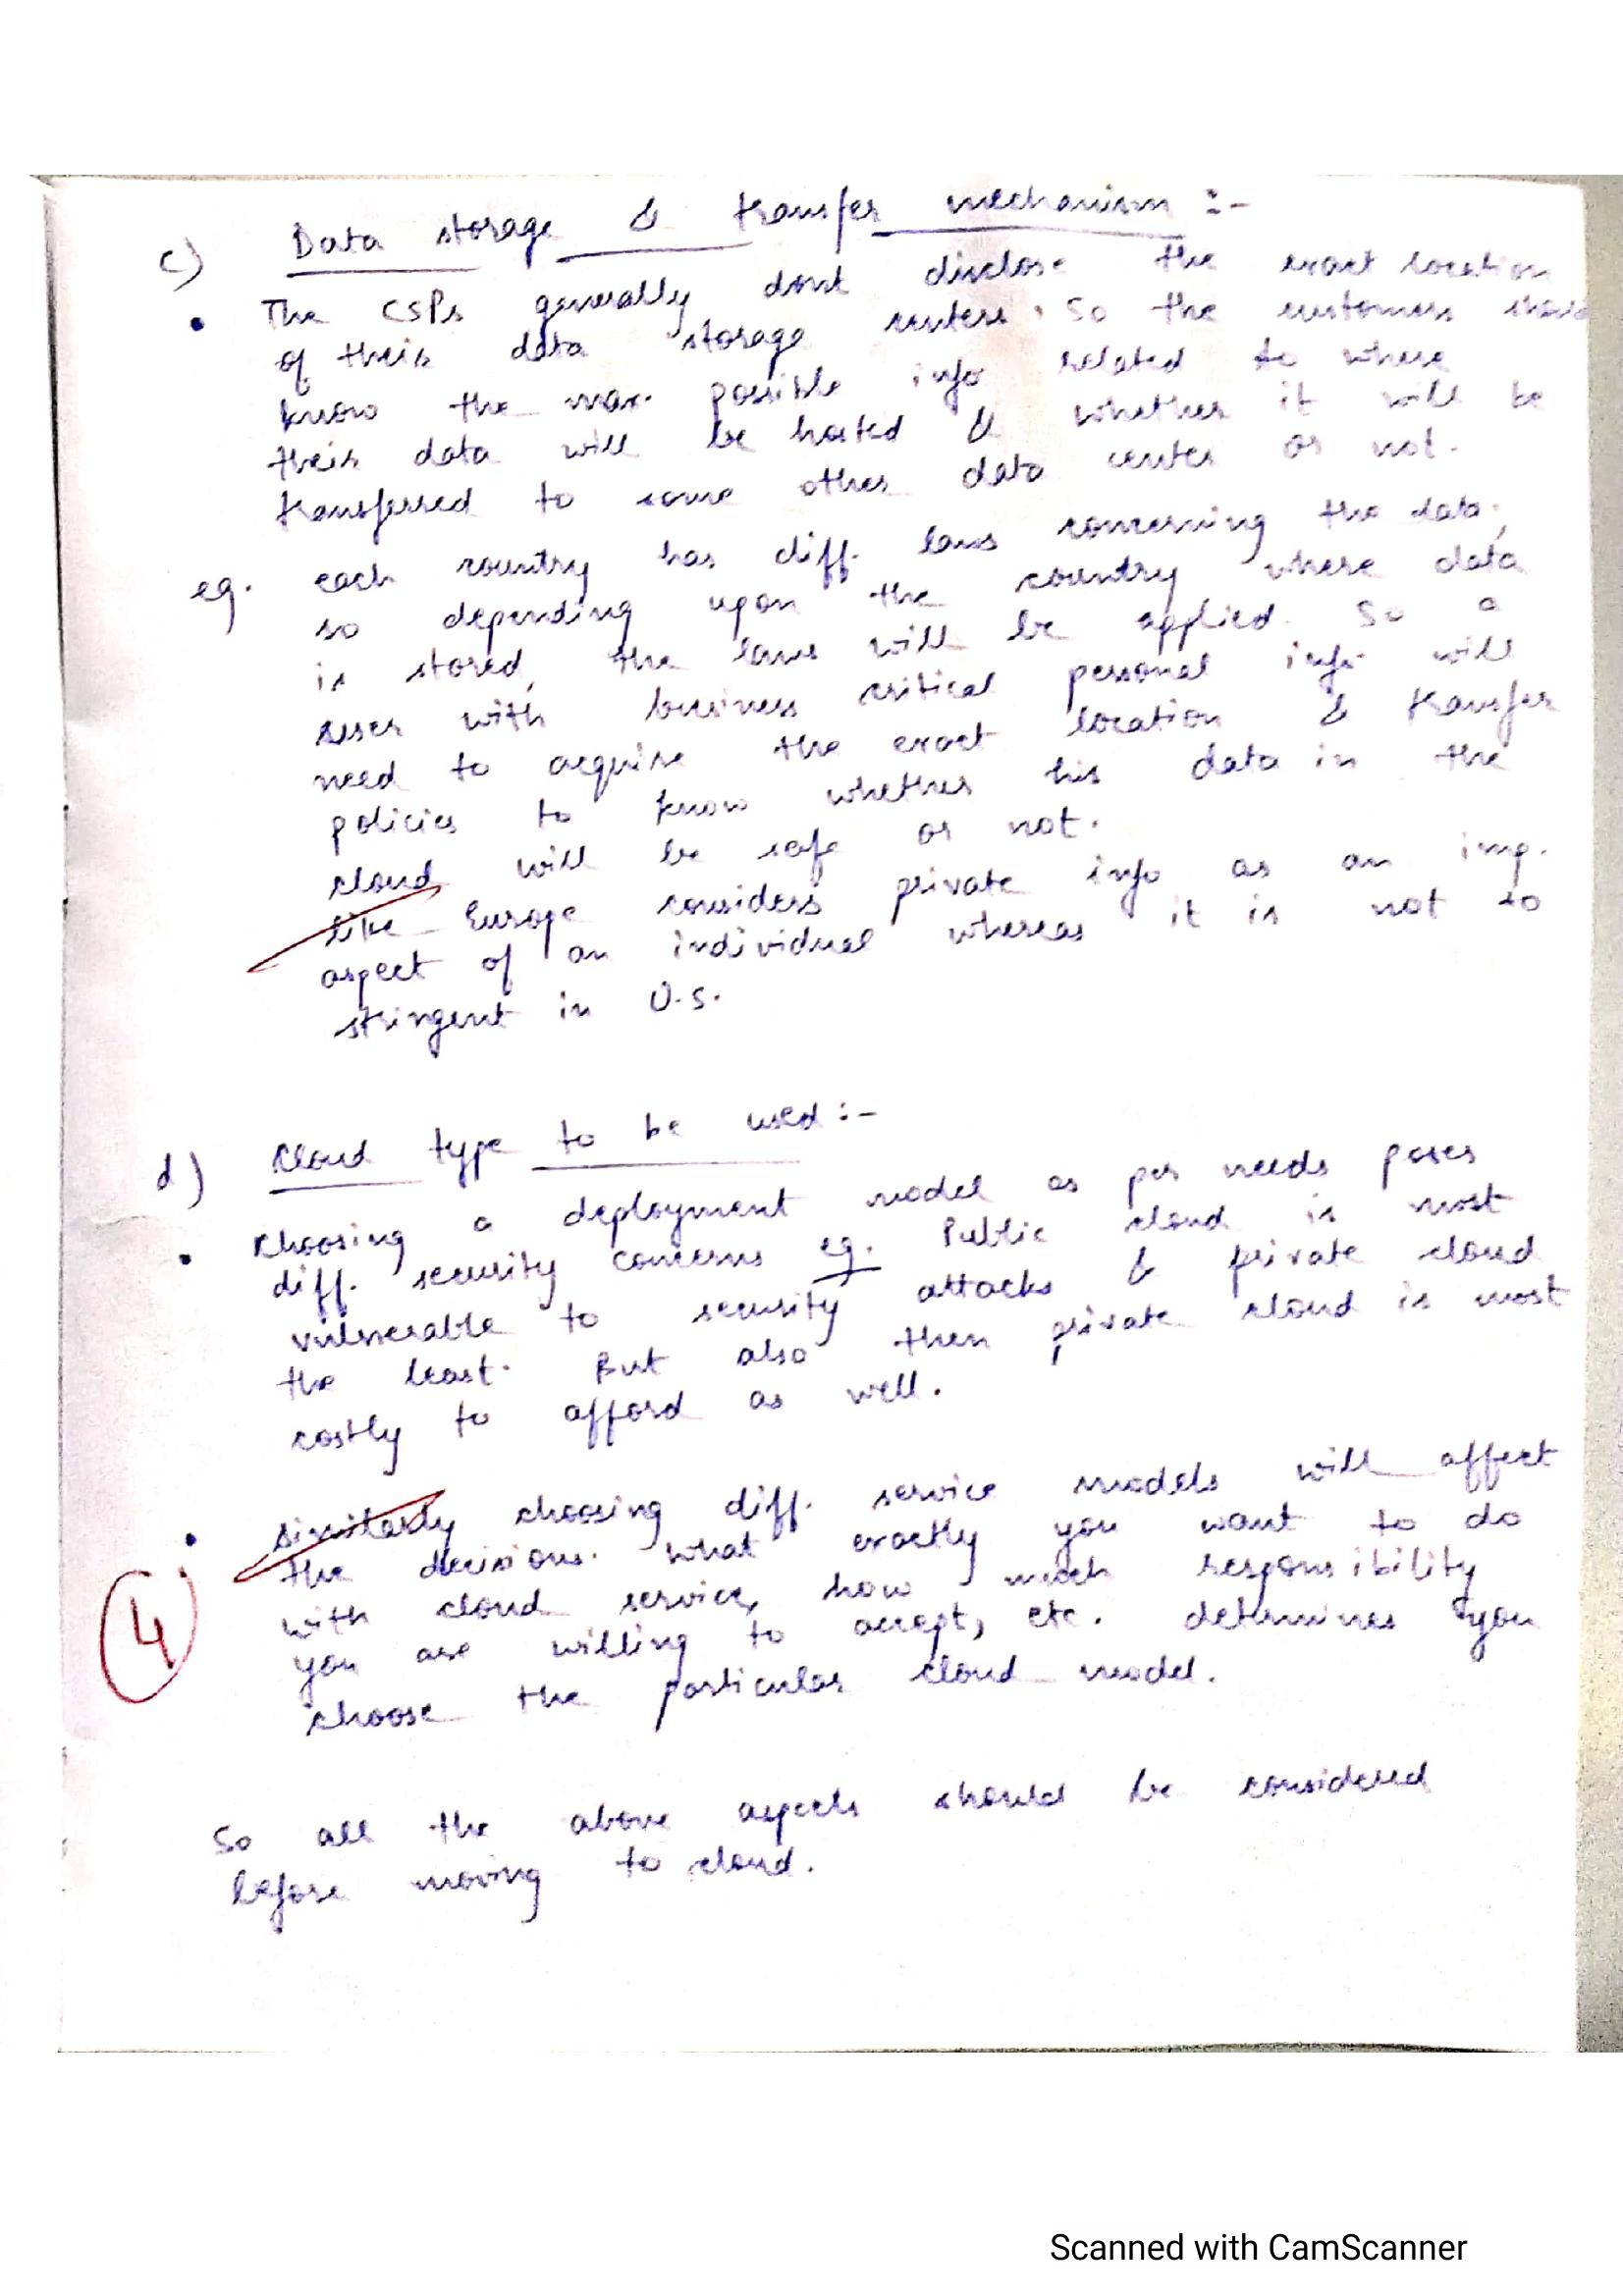 c) Data storage & transfer mechanism :-
• The CSPs generally dont disclose the exact location
of their data storage centers. So the customers should
know the max. possible info related to where
their data will be hosted & whether it will be
transferred to some other data center or not.
eg. each country has diff. laws concerning the data,
so depending upon the country where data
is stored, the laws will be applied. So a
user with business critical personal info will
need to acquire the exact location & transfer
policies to know whether his data in the
cloud will be safe or not.
like Europe considers private info as an imp.
aspect of an individual whereas it is not so
stringent in U.S.
d) Cloud type to be used :-
• Choosing a deployment model as per needs poses
diff. security concerns eg. Public cloud is most
vulnerable to security attacks & private cloud
the least. But also then private cloud is most
costly to afford as well.
• similarly choosing diff. service models will affect
the decisions. What exactly you want to do
with cloud service, how much responsibility
you are willing to accept, etc. determines you
choose the particular cloud model.
4
So all the above aspects should be considered
before moving to cloud.
Scanned with CamScanner